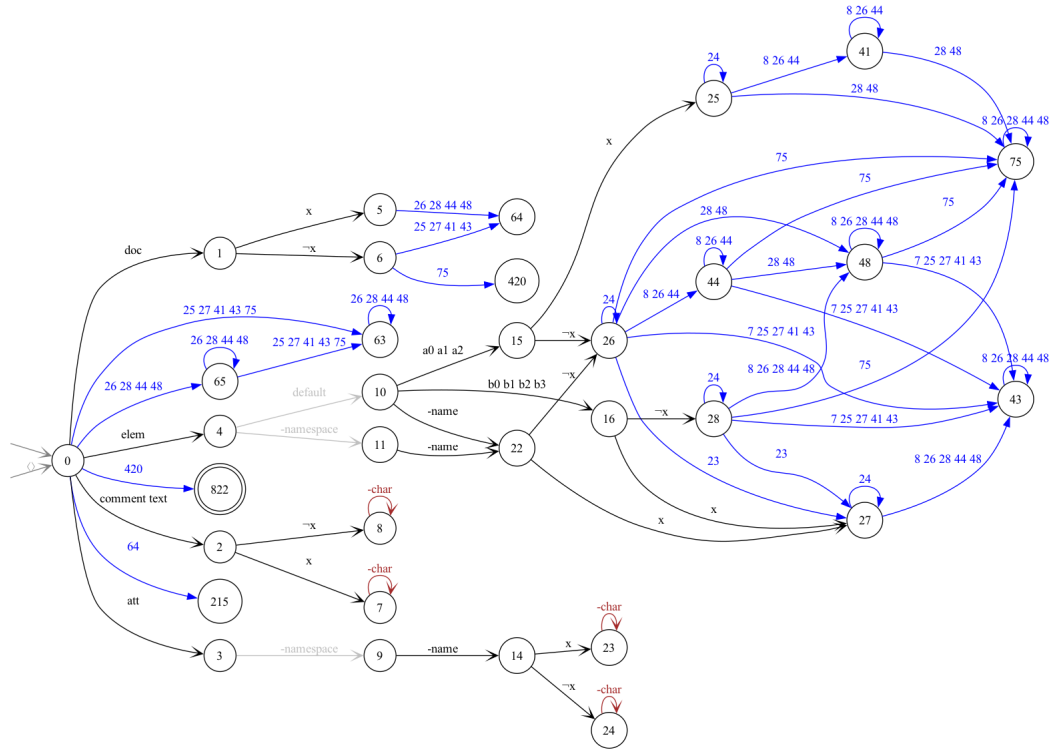 8 26 44
41
24
8 26 44
28 48
25
28 48
8 26 28 44 48
x
75
75
75
x
5
26 28 44 48
64
28 48
8 26 28 44 48
75
25 27 41 43
doc
1
¬x
6
75
420
8 26 44
44
28 48
48
7 25 27 41 43
25 27 41 43 75
26 28 44 48
63
24
8 26 44
26 28 44 48
25 27 41 43 75
15
¬x
26
7 25 27 41 43
a0 a1 a2
65
26 28 44 48
default
10
b0 b1 b2 b3
¬x
8 26 28 44 48
75
24
8 26 28 44 48
43
elem
4
-namespace
-name
16
¬x
28
7 25 27 41 43
11
-name
22
0
⟨⟩
420
822
23
23
8 26 28 44 48
24
comment text
-char
x
x
27
2
¬x
8
64
x
-char
7
215
att
-char
3
-namespace
9
-name
14
x
23
¬x
-char
24